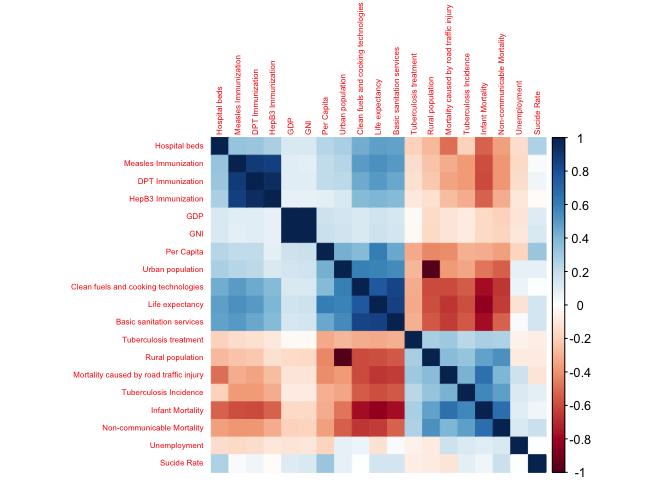 Hospital beds
Measles Immunization
DPT Immunization
HepB3 Immunization
GDP
GNI
Per Capita
Urban population
Clean fuels and cooking technologies
Life expectancy
Basic sanitation services
Tuberculosis treatment
Rural population
Mortality caused by road traffic injury
Tuberculosis Incidence
Infant Mortality
Non-communicable Mortality
Unemployment
Sucide Rate
Hospital beds
Measles Immunization
DPT Immunization
HepB3 Immunization
GDP
GNI
Per Capita
Urban population
Clean fuels and cooking technologies
Life expectancy
Basic sanitation services
Tuberculosis treatment
Rural population
Mortality caused by road traffic injury
Tuberculosis Incidence
Infant Mortality
Non-communicable Mortality
Unemployment
Sucide Rate
1
0.8
0.6
0.4
0.2
0
-0.2
-0.4
-0.6
-0.8
-1